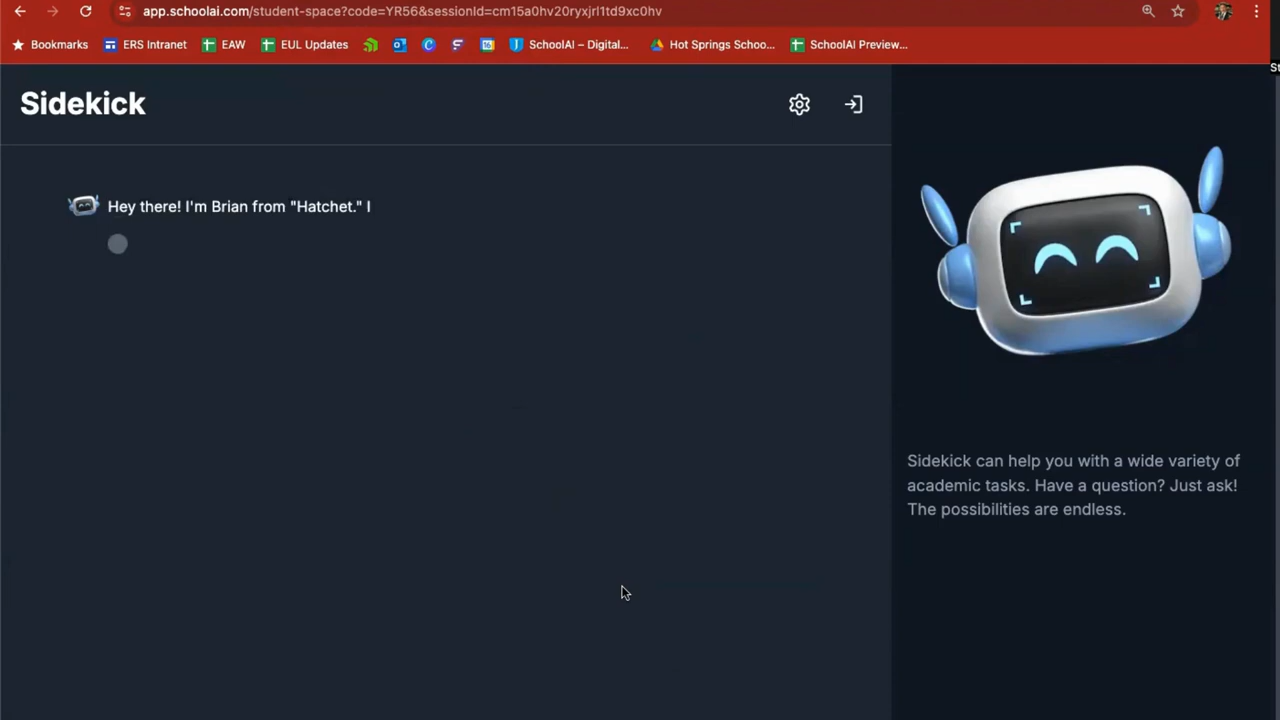 app.schoolai.com/student-space?code=YR56&sessionId=cm15a0hv20ryxjrl1td9xc0hv
Bookmarks ERS Intranet EAW EUL Updates SchoolAI – Digital... Hot Springs Schoo... SchoolAI Preview...
Sidekick
Hey there! I'm Brian from "Hatchet." I
Sidekick can help you with a wide variety of
academic tasks. Have a question? Just ask!
The possibilities are endless.